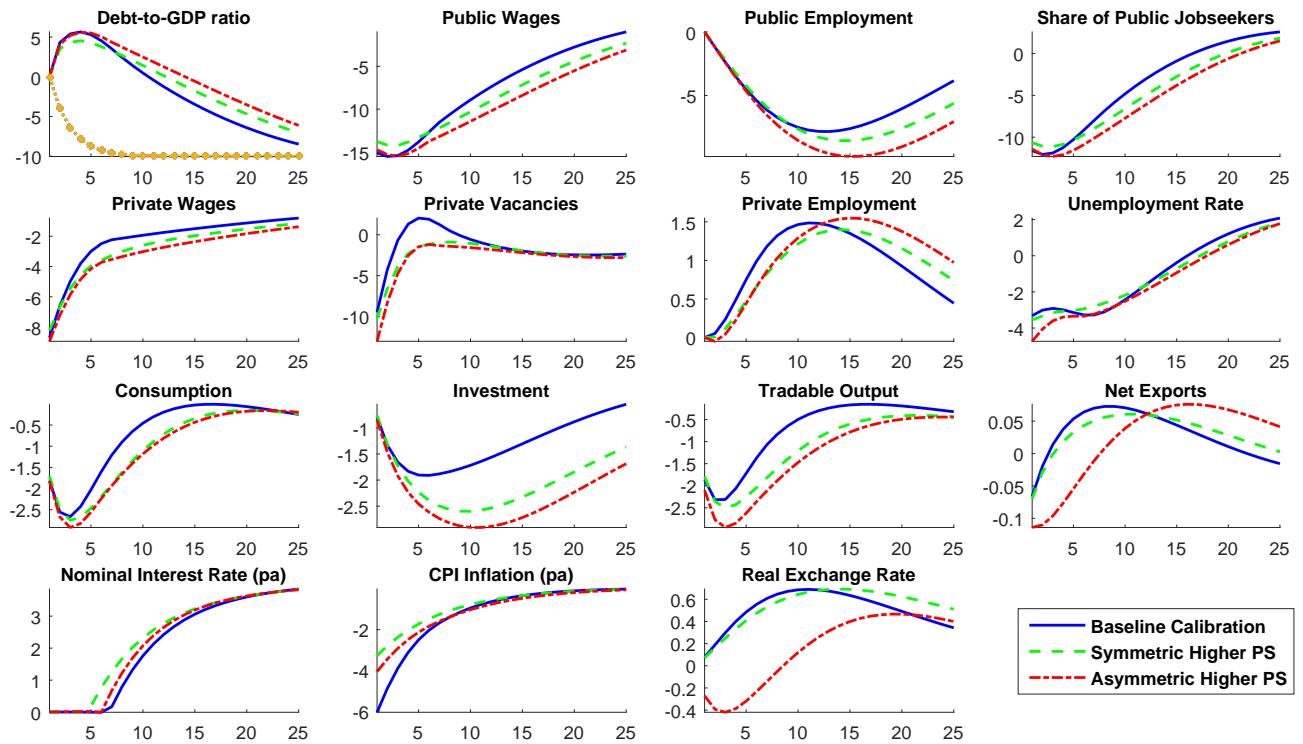 Debt-to-GDP ratio
5
0
-5
-10
5 10 15 20 25
Public Wages
-5
-10
-15
5 10 15 20 25
Public Employment
0
-5
5 10 15 20 25
Share of Public Jobseekers
0
-5
-10
5 10 15 20 25
Private Wages
-2
-4
-6
-8
5 10 15 20 25
Private Vacancies
0
-5
-10
5 10 15 20 25
Private Employment
1.5
1
0.5
0
5 10 15 20 25
Unemployment Rate
2
0
-2
-4
5 10 15 20 25
Consumption
-0.5
-1
-1.5
-2
-2.5
5 10 15 20 25
Investment
-1
-1.5
-2
-2.5
5 10 15 20 25
Tradable Output
-0.5
-1
-1.5
-2
-2.5
5 10 15 20 25
Net Exports
0.05
0
-0.05
-0.1
5 10 15 20 25
Nominal Interest Rate (pa)
3
2
1
0
5 10 15 20 25
CPI Inflation (pa)
-2
-4
-6
5 10 15 20 25
Real Exchange Rate
0.6
0.4
0.2
0
-0.2
-0.4
5 10 15 20 25
Baseline Calibration
Symmetric Higher PS
Asymmetric Higher PS